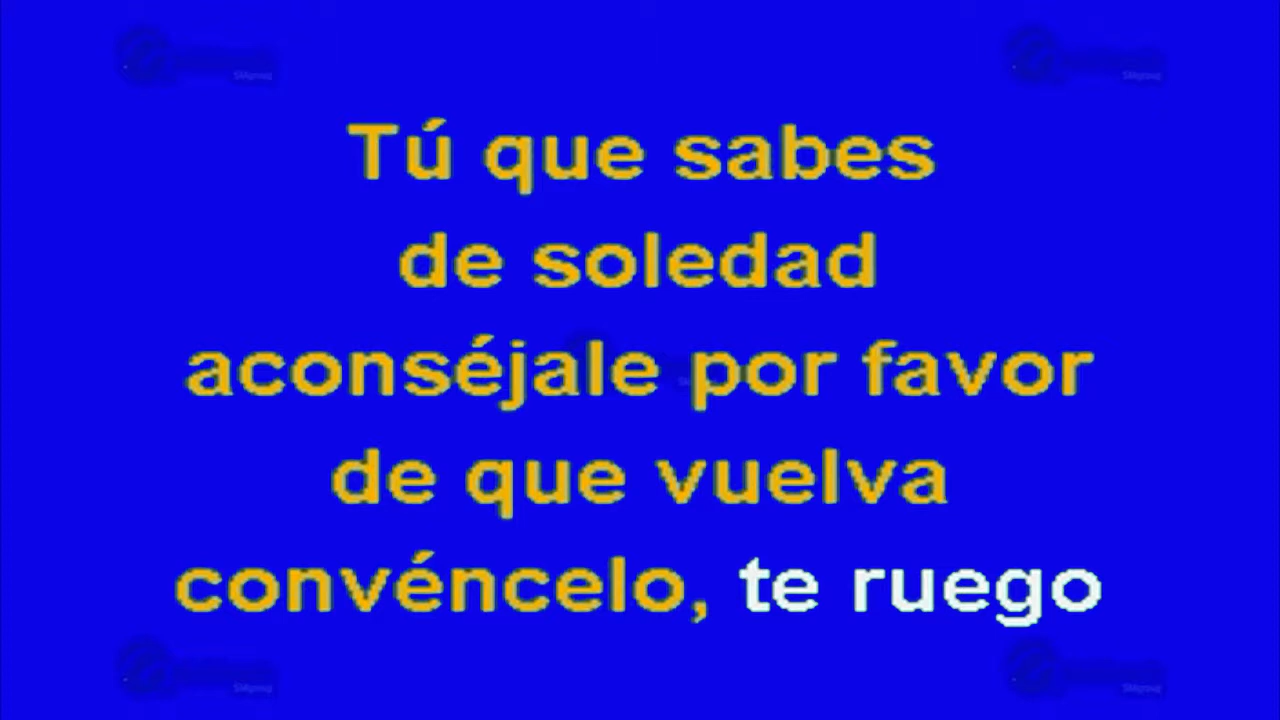 Tú que sabes
de soledad
aconséjale por favor
de que vuelva
convéncelo, te ruego